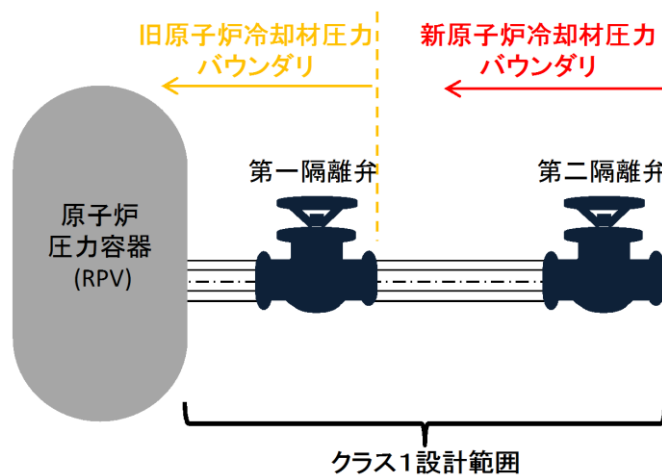 旧原子炉冷却材圧力
バウンダリ
新原子炉冷却材圧力
バウンダリ
第一隔離弁
第二隔離弁
原子炉
圧力容器
(RPV)
クラス1設計範囲